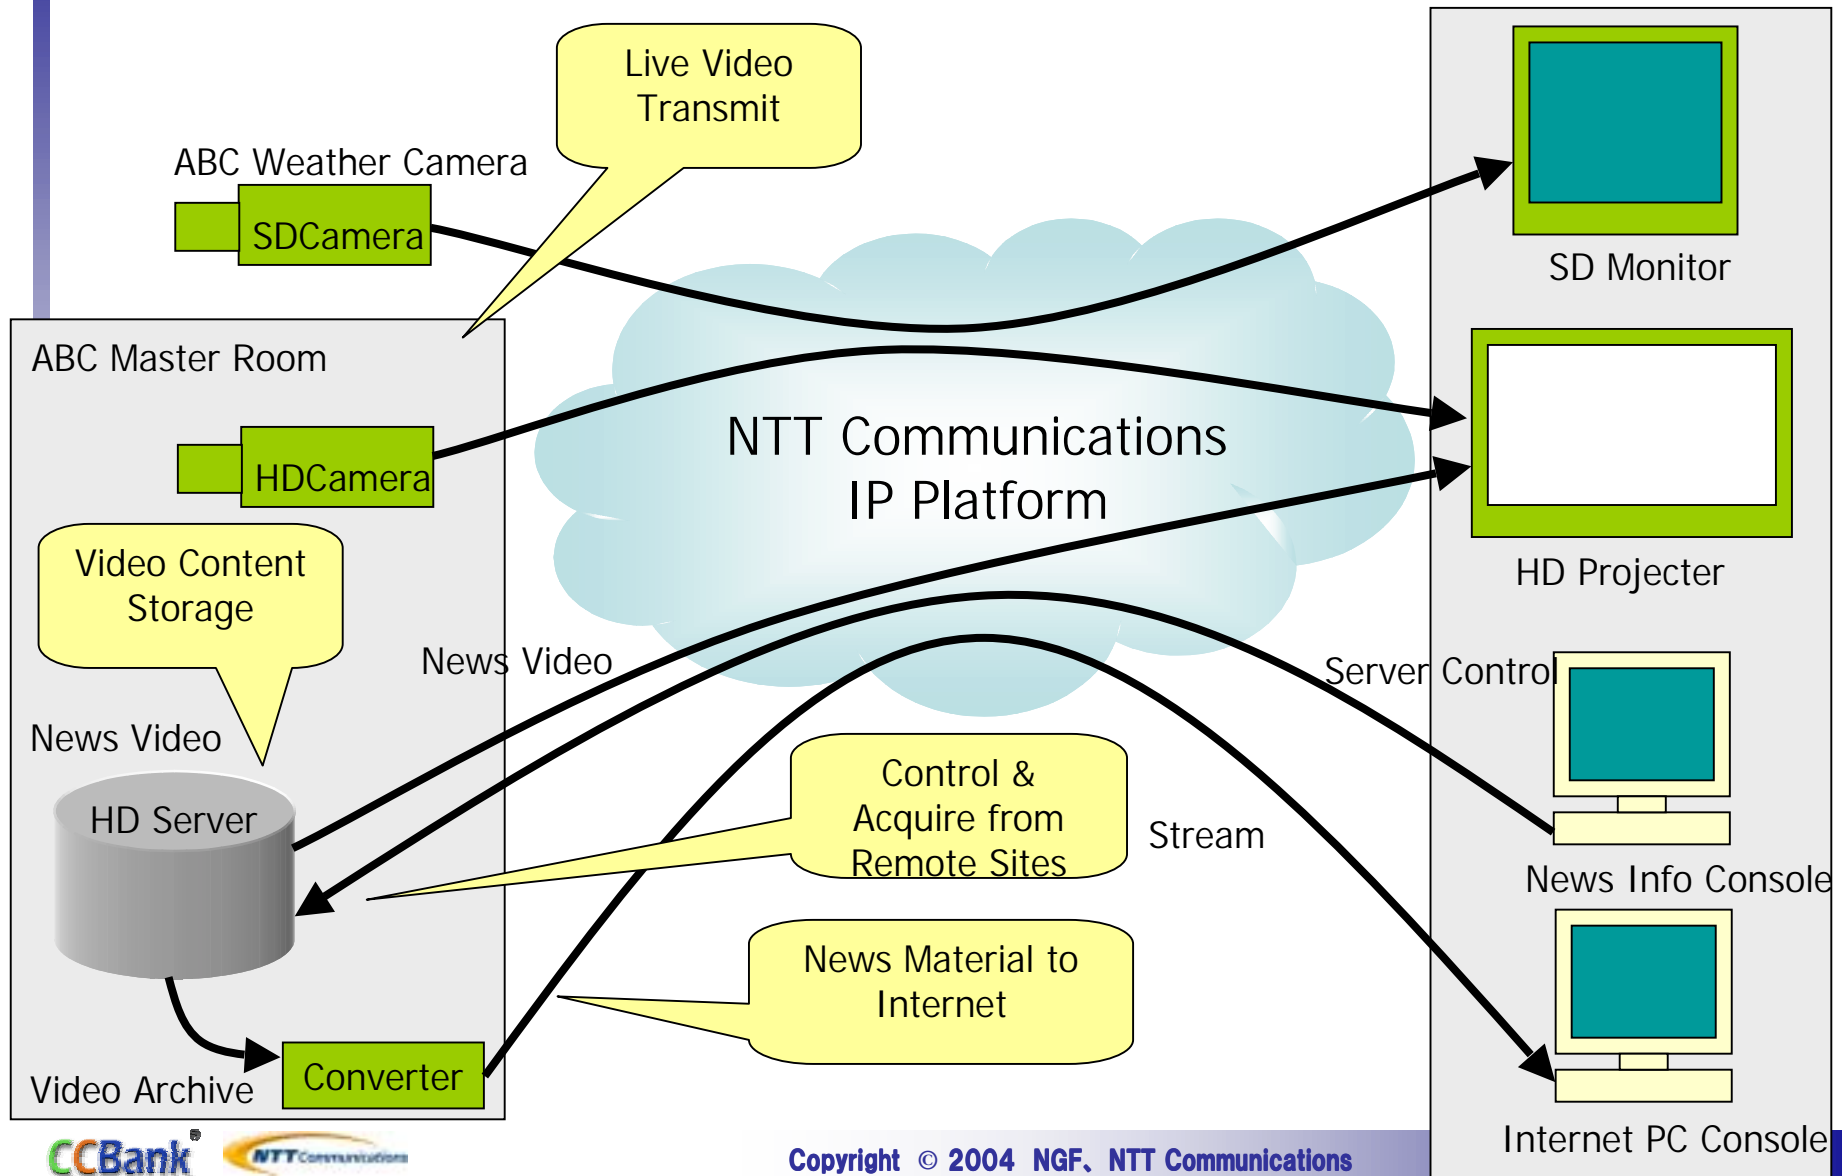 Live Video
Transmit
ABC Weather Camera
SDCamera
SD Monitor
ABC Master Room
HDCamera
NTT Communications
IP Platform
HD Projecter
Video Content
Storage
News Video
Server Control
News Video
HD Server
Control &
Acquire from
Remote Sites
Stream
News Info Console
News Material to
Internet
Converter
Video Archive
Internet PC Console
CCBank®
NTT Communications
Copyright © 2004 NGF、NTT Communications